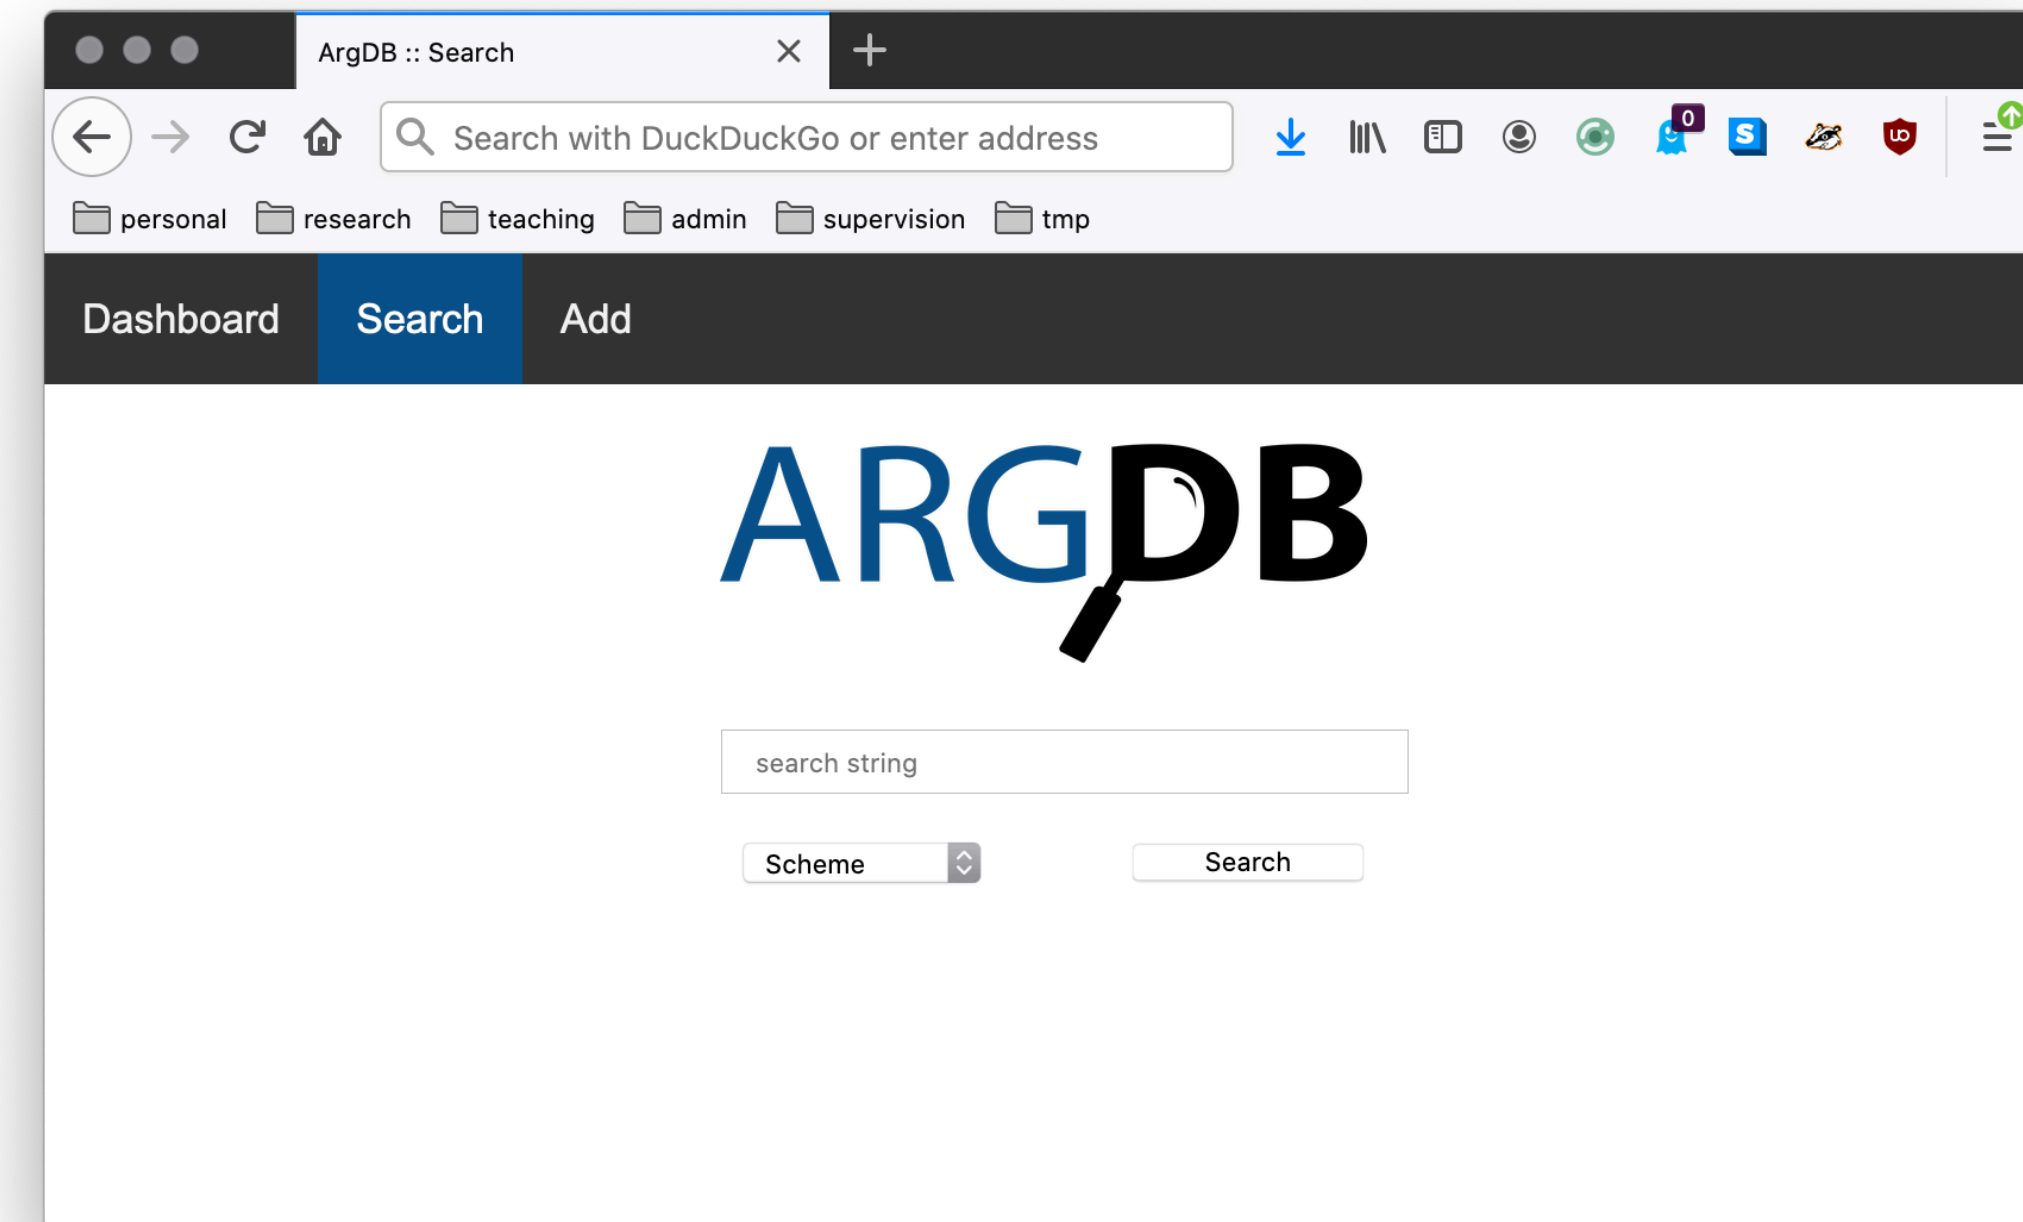 ArgDB :: Search
Search with DuckDuckGo or enter address
0
S
uo
personal research teaching admin supervision tmp
Dashboard Search Add
ARGDB
search string
Scheme Search